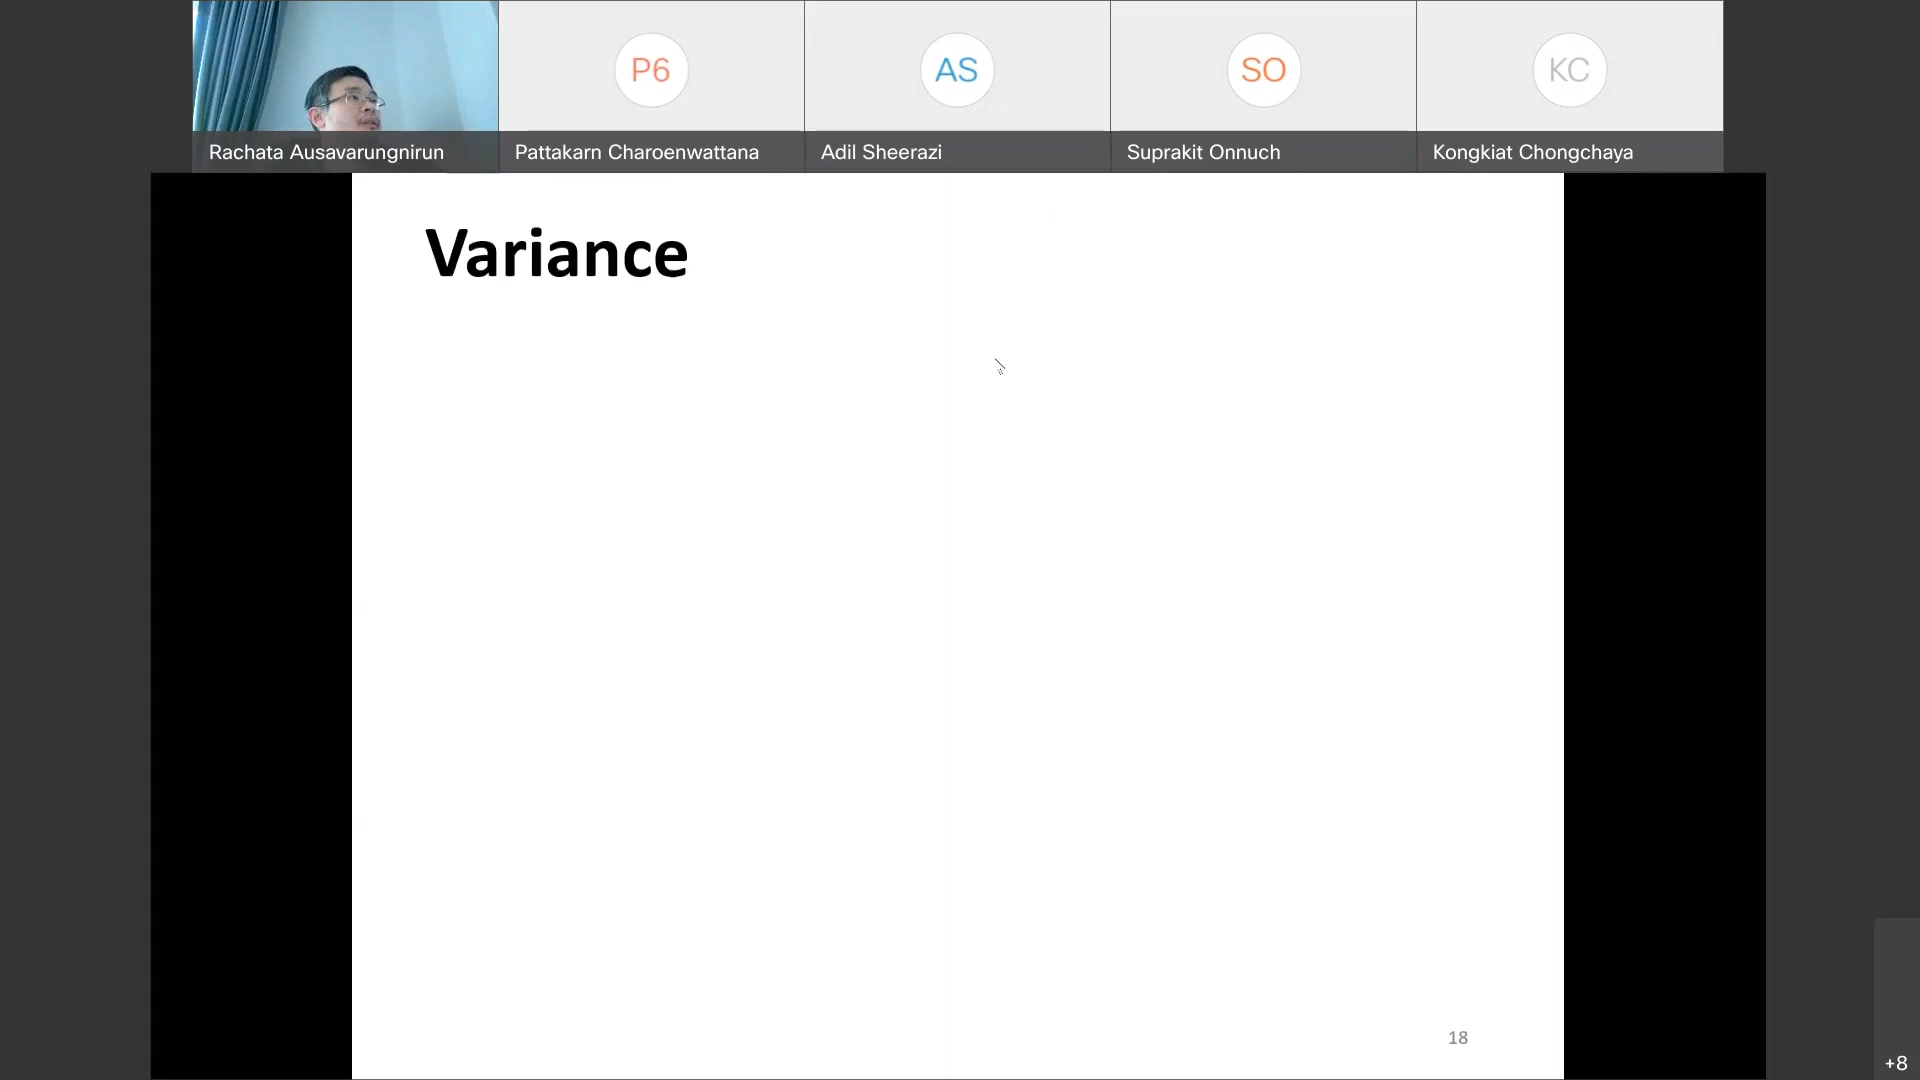 P6
AS
SO
KC
Rachata Ausavarungnirun
Pattakarn Charoenwattana
Adil Sheerazi
Suprakit Onnuch
Kongkiat Chongchaya
Variance
18
+8